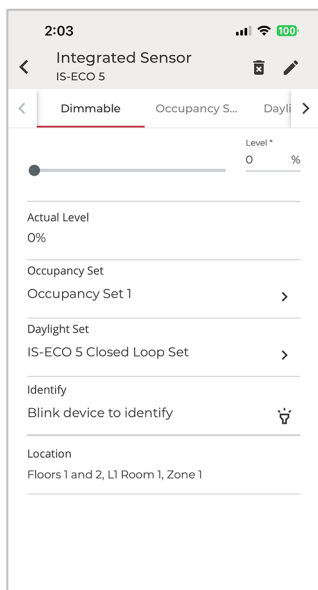 2:03
100
Integrated Sensor
IS-ECO 5
Dimmable
Occupancy S...
Dayli
Level *
0 %
Actual Level
0%
Occupancy Set
Occupancy Set 1
Daylight Set
IS-ECO 5 Closed Loop Set
Identify
Blink device to identify
Location
Floors 1 and 2, L1 Room 1, Zone 1